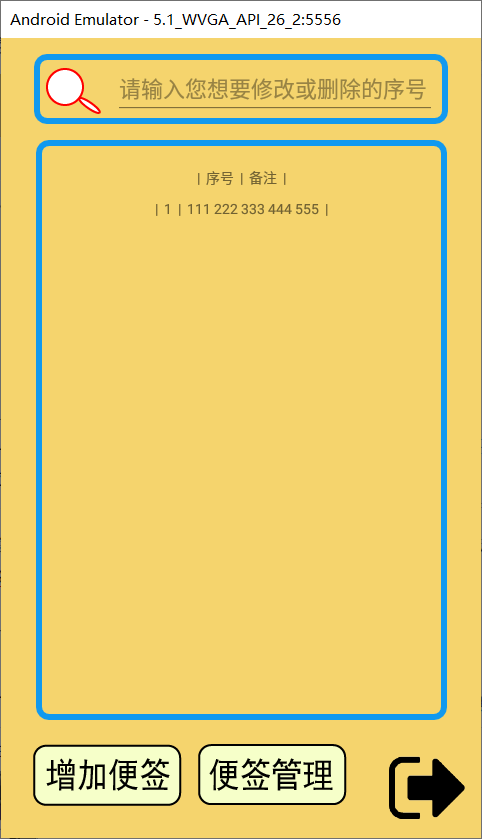 Android Emulator - 5.1_WVGA_API_26_2:5556
请输入您想要修改或删除的序号
| 序号 | 备注 |
| 1 | 111 222 333 444 555 |
增加便签 便签管理